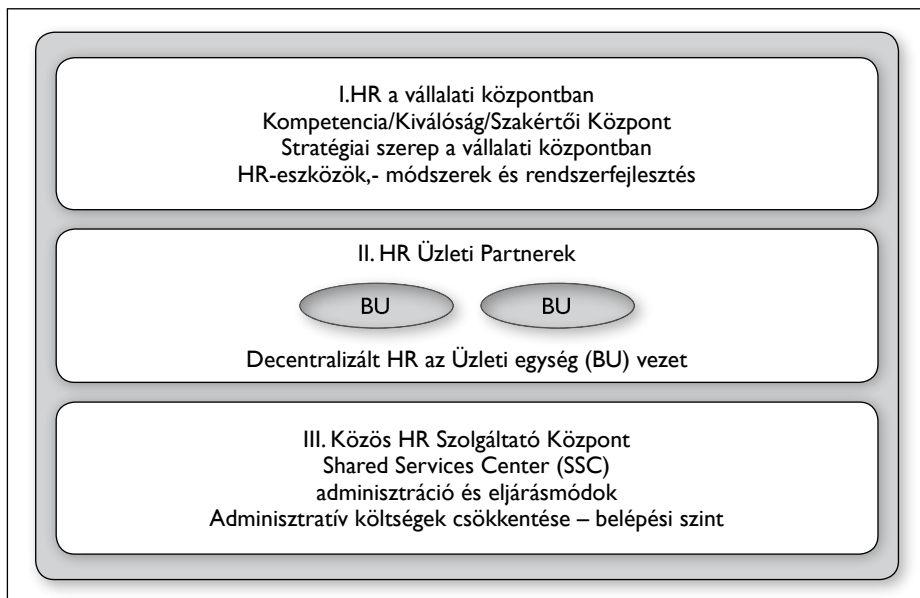 I.HR a vállalati központban
Kompetencia/Kiválóság/Szakértői Központ
Stratégiai szerep a vállalati központban
HR-eszközök,- módszerek és rendszerfejlesztés
II. HR Üzleti Partnerek
BU BU
Decentralizált HR az Üzleti egység (BU) vezet
III. Közös HR Szolgáltató Központ
Shared Services Center (SSC)
adminisztráció és eljárásmódok
Adminisztratív költségek csökkentése – belépési szint